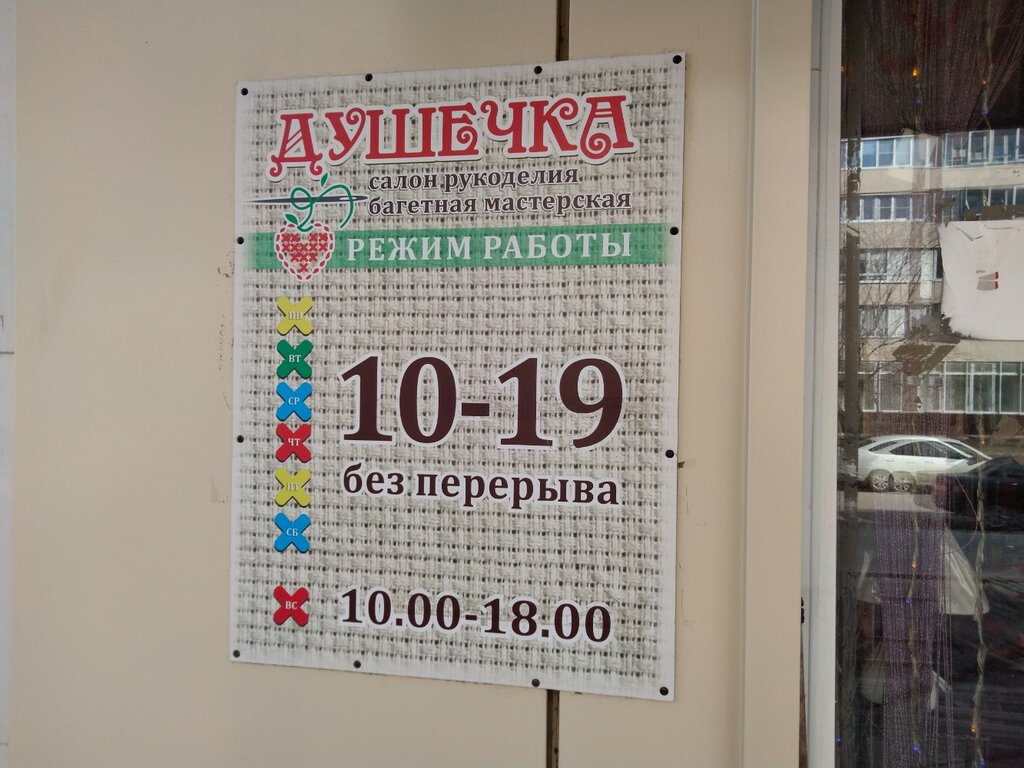 ДУШЕЧКА
салон рукоделия
багетная мастерская
РЕЖИМ РАБОТЫ
ПН
ВТ
СР
ЧТ
ПТ
СБ
10-19
без перерыва
ВС 10.00-18.00